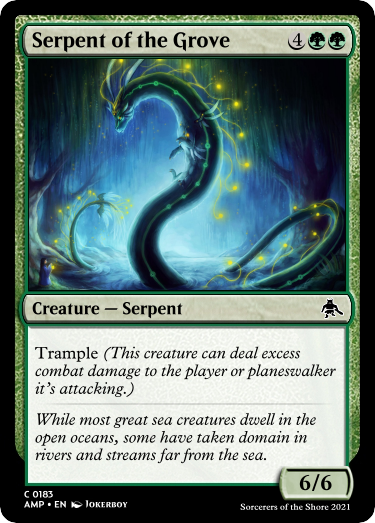 Serpent of the Grove 4
Creature — Serpent
Trample (This creature can deal excess
combat damage to the player or planeswalker
it's attacking.)
While most great sea creatures dwell in the
open oceans, some have taken domain in
rivers and streams far from the sea.
6/6
C 0183
AMP • EN Jokerboy
Sorcerers of the Shore 2021